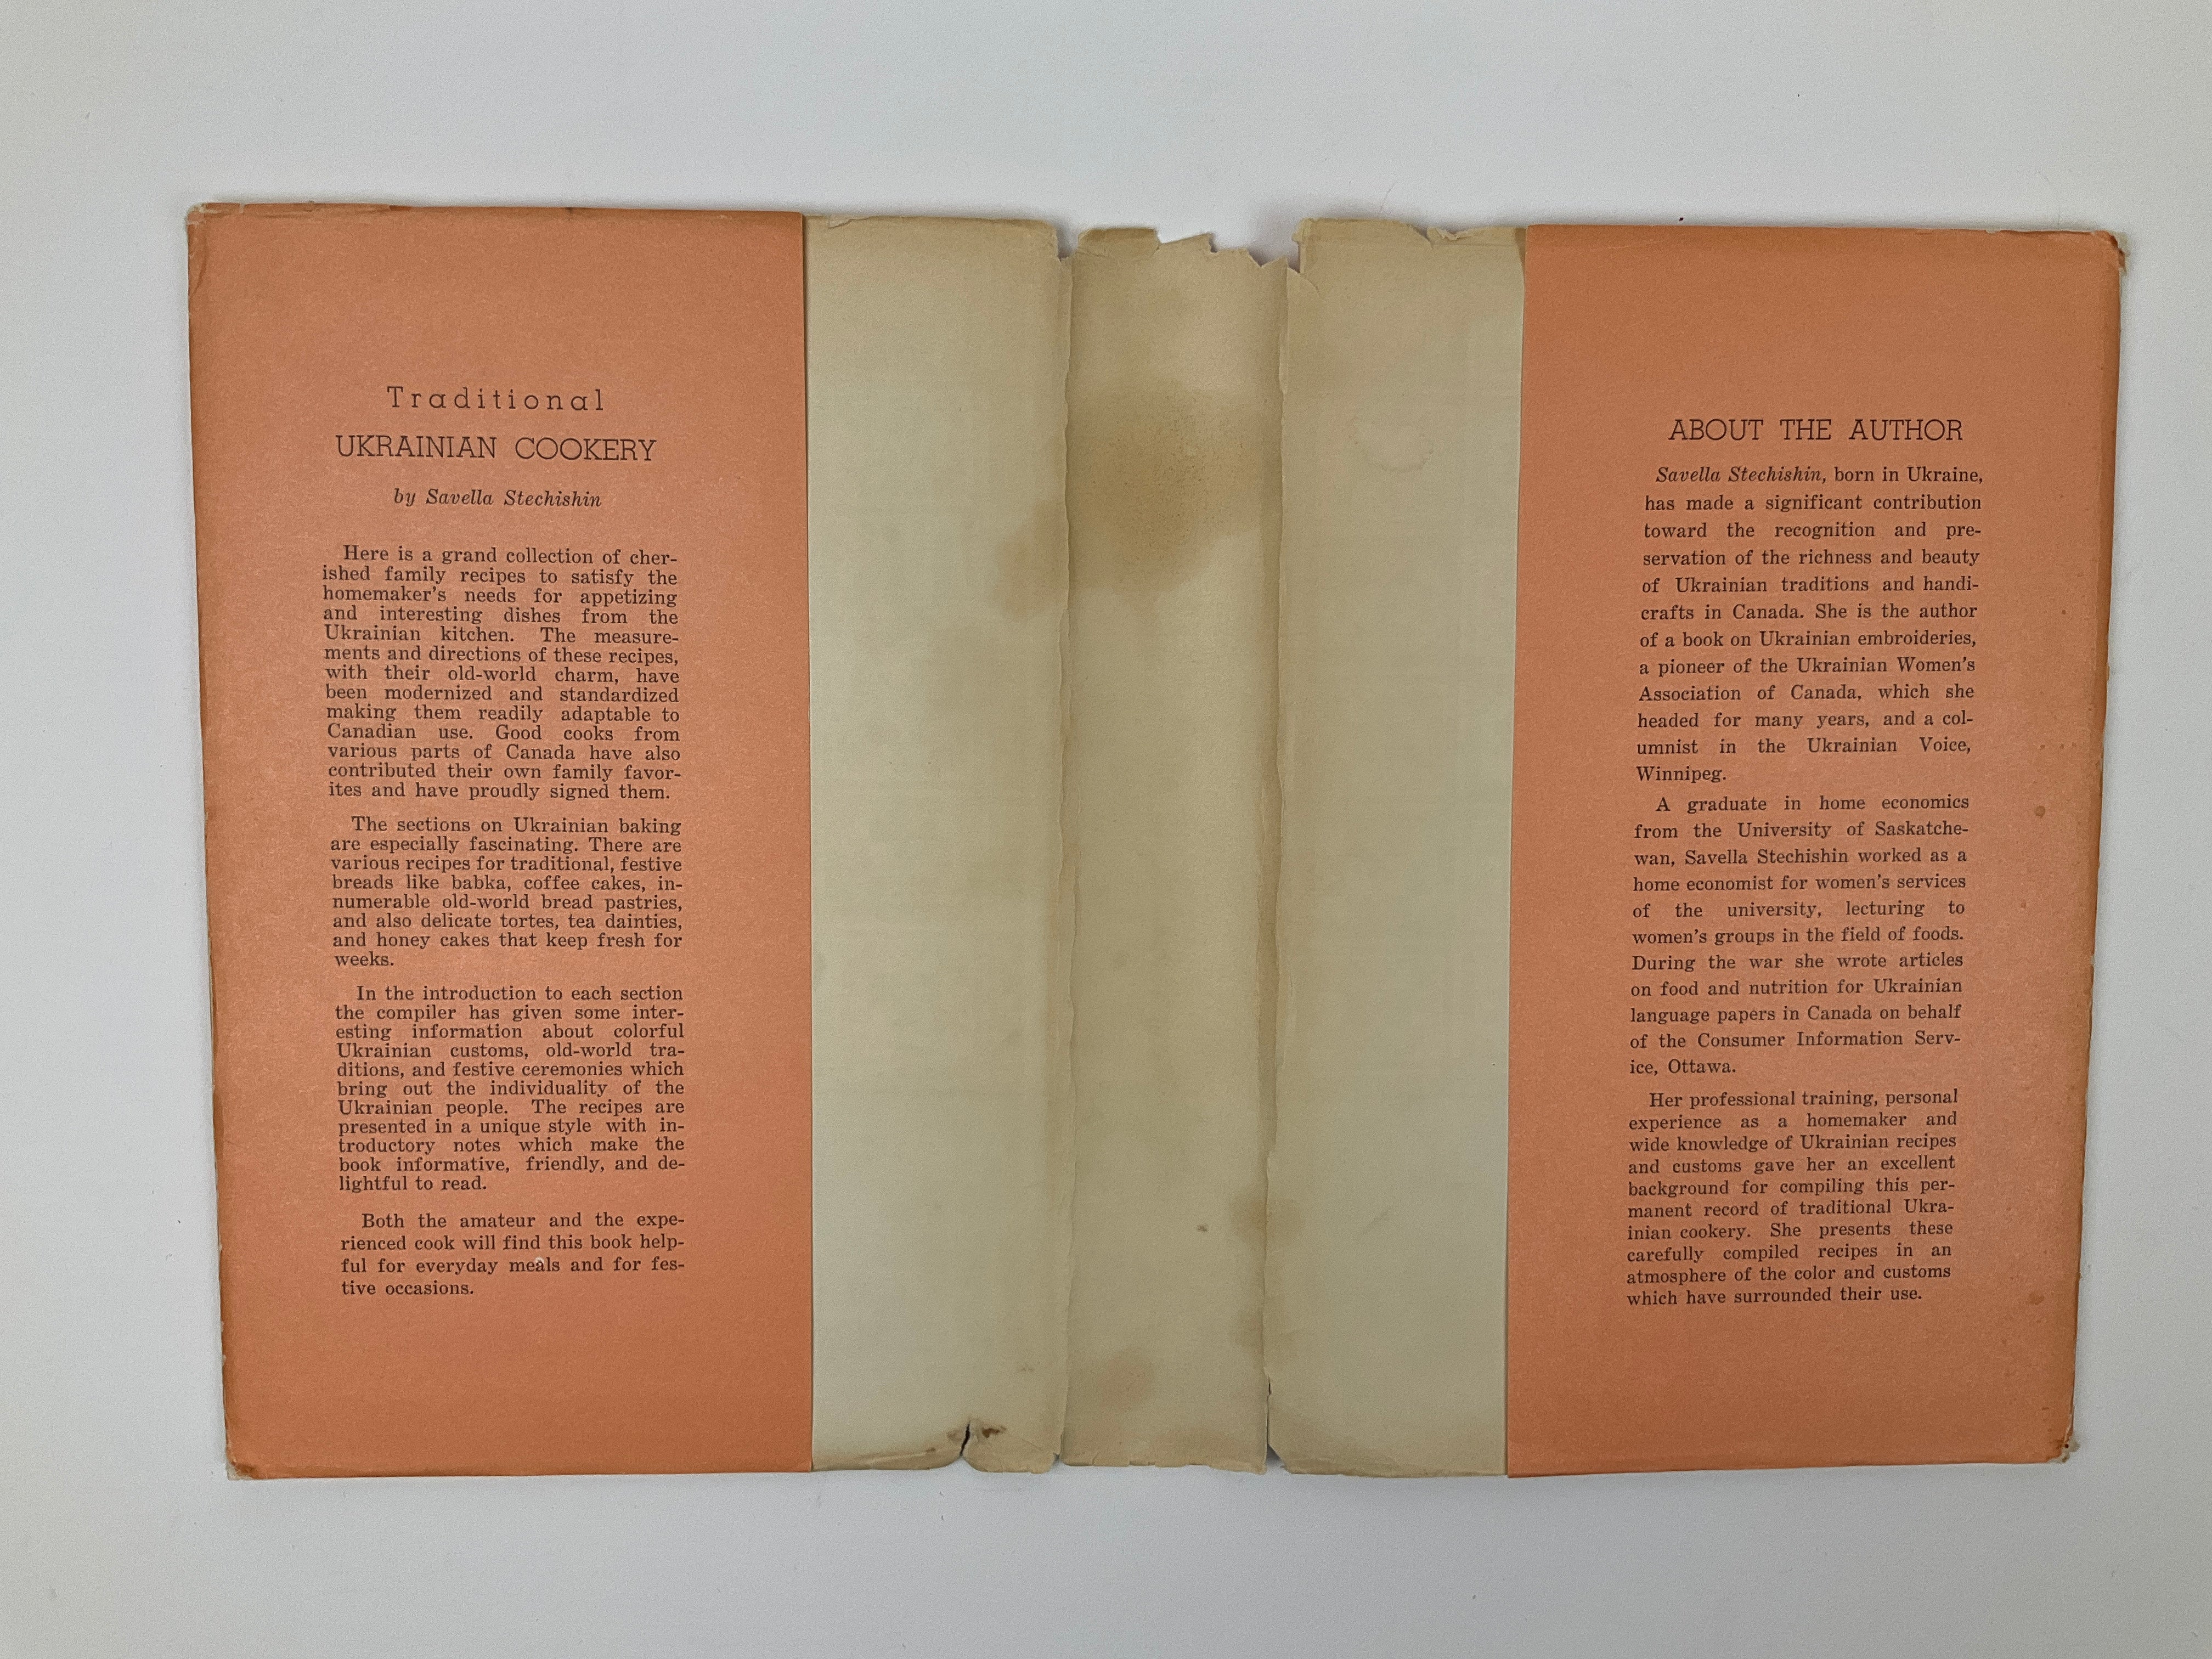 Traditional
UKRAINIAN COOKERY
by Savella Stechishin
Here is a grand collection of cher-
ished family recipes to satisfy the
homemaker's needs for appetizing
and interesting dishes from the
Ukrainian kitchen. The measure-
ments and directions of these recipes,
with their old-world charm, have
been modernized and standardized
making them readily adaptable to
Canadian use. Good cooks from
various parts of Canada have also
contributed their own family favor-
ites and have proudly signed them.
The sections on Ukrainian baking
are especially fascinating. There are
various recipes for traditional, festive
breads like babka, coffee cakes, in-
numerable old-world bread pastries,
and also delicate tortes, tea dainties,
and honey cakes that keep fresh for
weeks.
In the introduction to each section
the compiler has given some inter-
esting information about colorful
Ukrainian customs, old-world tra-
ditions, and festive ceremonies which
bring out the individuality of the
Ukrainian people. The recipes are
presented in a unique style with in-
troductory notes which make the
book informative, friendly, and de-
lightful to read.
Both the amateur and the expe-
rienced cook will find this book help-
ful for everyday meals and for fes-
tive occasions.
ABOUT THE AUTHOR
Savella Stechishin, born in Ukraine,
has made a significant contribution
toward the recognition and pre-
servation of the richness and beauty
of Ukrainian traditions and handi-
crafts in Canada. She is the author
of a book on Ukrainian embroideries,
a pioneer of the Ukrainian Women's
Association of Canada, which she
headed for many years, and a col-
umnist in the Ukrainian Voice,
Winnipeg.
A graduate in home economics
from the University of Saskatche-
wan, Savella Stechishin worked as a
home economist for women's services
of the university, lecturing to
women's groups in the field of foods.
During the war she wrote articles
on food and nutrition for Ukrainian
language papers in Canada on behalf
of the Consumer Information Serv-
ice, Ottawa.
Her professional training, personal
experience as a homemaker and
wide knowledge of Ukrainian recipes
and customs gave her an excellent
background for compiling this per-
manent record of traditional Ukra-
inian cookery. She presents these
carefully compiled recipes in an
atmosphere of the color and customs
which have surrounded their use.